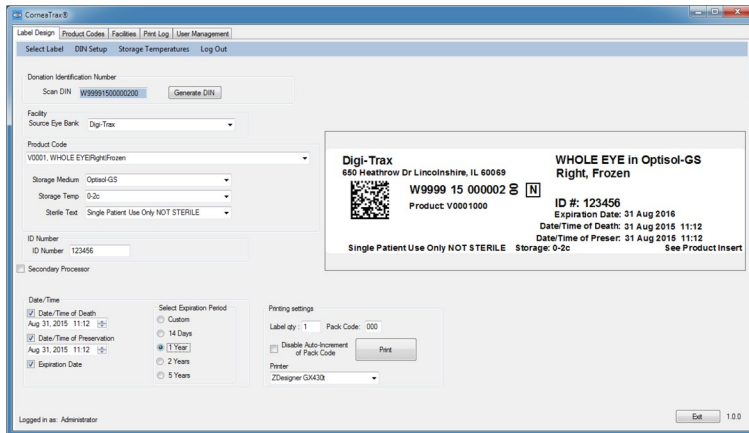 CorneaTrax®
Label Design Product Codes Facilities Print Log User Management
Select Label DIN Setup Storage Temperatures Log Out
Donation Identification Number
Scan DIN W99991500000200 Generate DIN
Facility
Source Eye Bank Digi-Trax
Product Code
V0001, WHOLE EYE|Right|Frozen
Storage Medium Optisol-GS
Storage Temp 0-2c
Sterile Text Single Patient Use Only NOT STERILE
ID Number
ID Number 123456
Secondary Processor
Digi-Trax
650 Heathrow Dr Lincolnshire, IL 60069
W9999 15 000002 00 N
Product: V0001000
WHOLE EYE in Optisol-GS
Right, Frozen
ID #: 123456
Expiration Date: 31 Aug 2016
Date/Time of Death: 31 Aug 2015 11:12
Date/Time of Preser: 31 Aug 2015 11:12
Single Patient Use Only NOT STERILE Storage: 0-2c See Product Insert
Date/Time
Date/Time of Death
Aug 31, 2015 11:12
Date/Time of Preservation
Aug 31, 2015 11:12
Expiration Date
Select Expiration Period
Custom
14 Days
1 Year
2 Years
5 Years
Printing settings
Label qty : 1 Pack Code: 000
Disable Auto-Increment
of Pack Code
Print
Printer
ZDesigner GX430t
Logged in as: Administrator
Exit 1.0.0